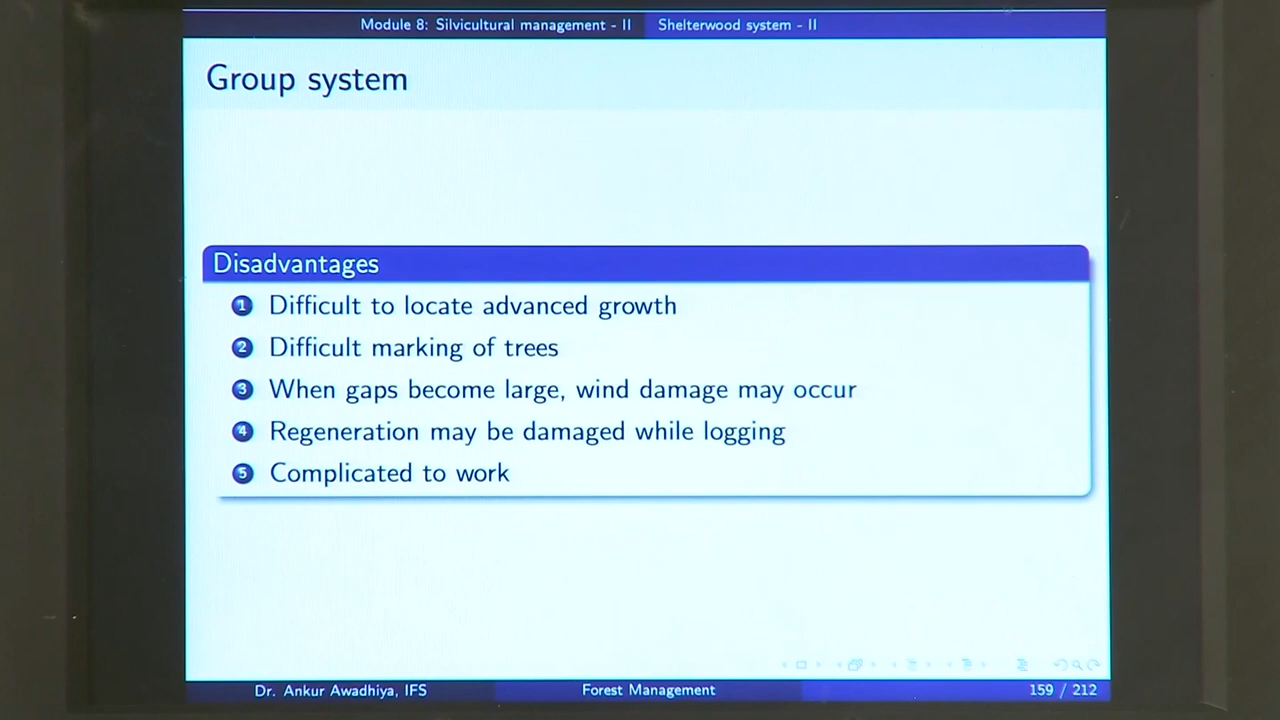 Module 8: Silvicultural management - II Shelterwood system - II
Group system
Disadvantages
1 Difficult to locate advanced growth
2 Difficult marking of trees
3 When gaps become large, wind damage may occur
4 Regeneration may be damaged while logging
5 Complicated to work
Dr. Ankur Awadhiya, IFS Forest Management 159 / 212